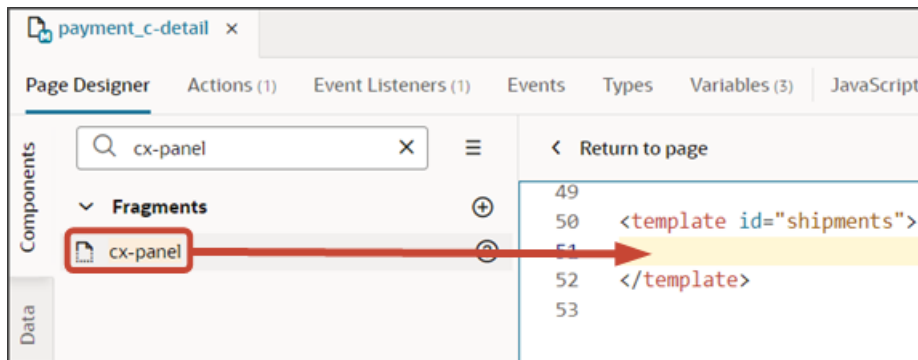 payment_c-detail ×
Page Designer Actions (1) Event Listeners (1) Events Types Variables (3) JavaScript
Components
Data
cx-panel
Fragments
cx-panel
Return to page
49
50 <template id="shipments">
51
52 </template>
53